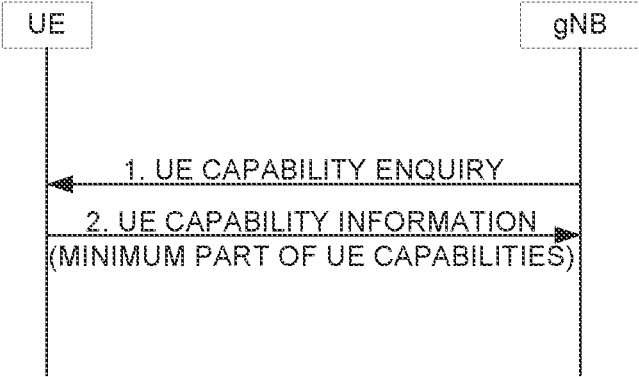 UE
gNB
1. UE CAPABILITY ENQUIRY
2. UE CAPABILITY INFORMATION
(MINIMUM PART OF UE CAPABILITIES)